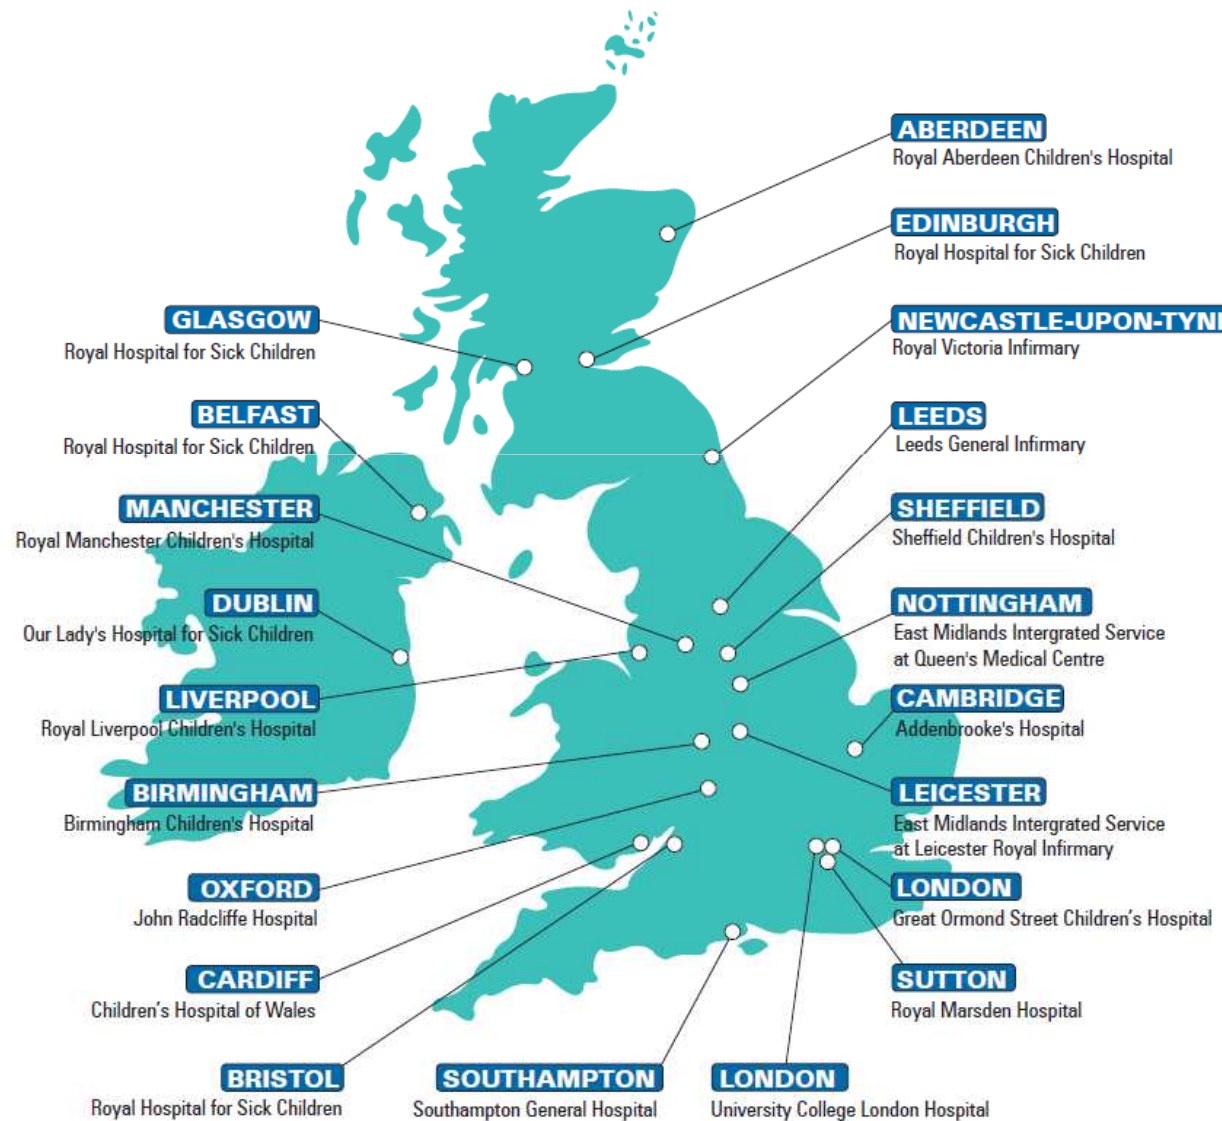 ABERDEEN
Royal Aberdeen Children's Hospital
EDINBURGH
Royal Hospital for Sick Children
GLASGOW
Royal Hospital for Sick Children
NEWCASTLE-UPON-TYNE
Royal Victoria Infirmary
BELFAST
Royal Hospital for Sick Children
LEEDS
Leeds General Infirmary
MANCHESTER
Royal Manchester Children's Hospital
SHEFFIELD
Sheffield Children's Hospital
DUBLIN
Our Lady's Hospital for Sick Children
NOTTINGHAM
East Midlands Intergrated Service
at Queen's Medical Centre
LIVERPOOL
Royal Liverpool Children's Hospital
CAMBRIDGE
Addenbrooke's Hospital
BIRMINGHAM
Birmingham Children's Hospital
LEICESTER
East Midlands Intergrated Service
at Leicester Royal Infirmary
OXFORD
John Radcliffe Hospital
LONDON
Great Ormond Street Children’s Hospital
CARDIFF
Children’s Hospital of Wales
SUTTON
Royal Marsden Hospital
BRISTOL
Royal Hospital for Sick Children
SOUTHAMPTON
Southampton General Hospital
LONDON
University College London Hospital